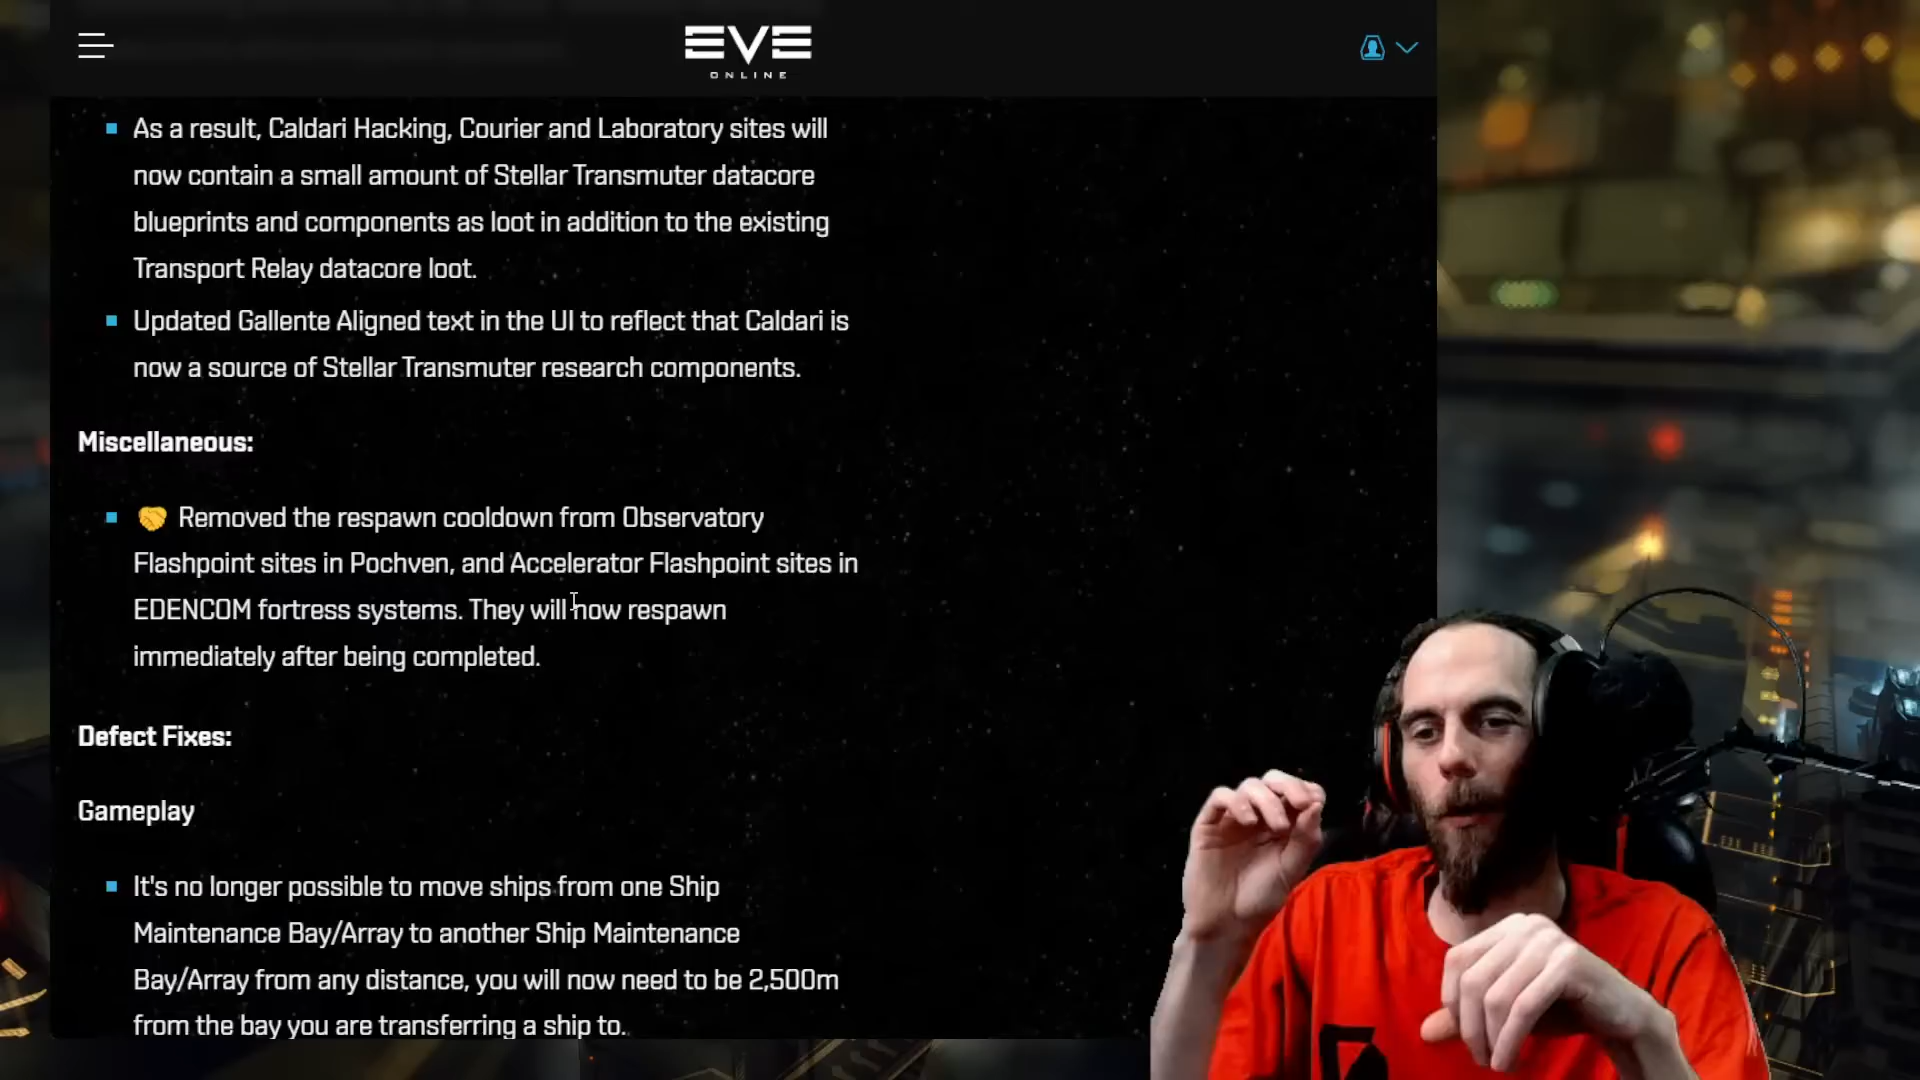 EVE
ONLINE
As a result, Caldari Hacking, Courier and Laboratory sites will
now contain a small amount of Stellar Transmuter datacore
blueprints and components as loot in addition to the existing
Transport Relay datacore loot.
Updated Gallente Aligned text in the UI to reflect that Caldari is
now a source of Stellar Transmuter research components.
Miscellaneous:
Removed the respawn cooldown from Observatory
Flashpoint sites in Pochven, and Accelerator Flashpoint sites in
EDENCOM fortress systems. They will now respawn
immediately after being completed.
Defect Fixes:
Gameplay
It's no longer possible to move ships from one Ship
Maintenance Bay/Array to another Ship Maintenance
Bay/Array from any distance, you will now need to be 2,500m
from the bay you are transferring a ship to.